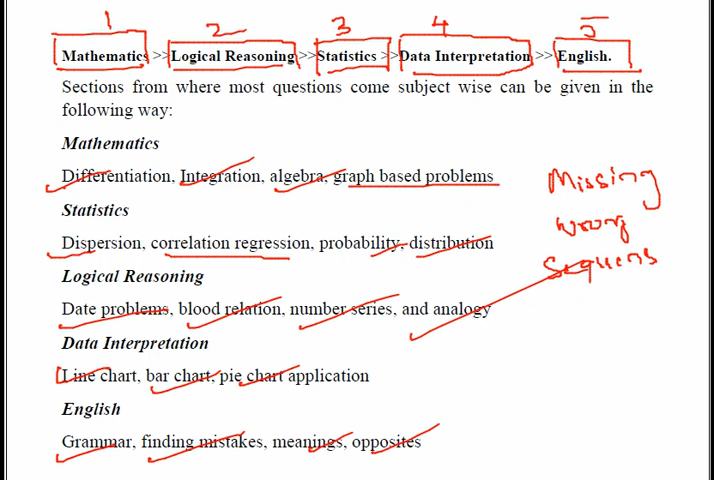 1 2 3 4 5
Mathematics >> Logical Reasoning >> Statistics >> Data Interpretation >> English.
Sections from where most questions come subject wise can be given in the
following way:
Mathematics
Differentiation, Integration, algebra, graph based problems
Missing
Statistics
wrong
Dispersion, correlation regression, probability, distribution
Sequens
Logical Reasoning
Date problems, blood relation, number series, and analogy
Data Interpretation
Line chart, bar chart, pie chart application
English
Grammar, finding mistakes, meanings, opposites